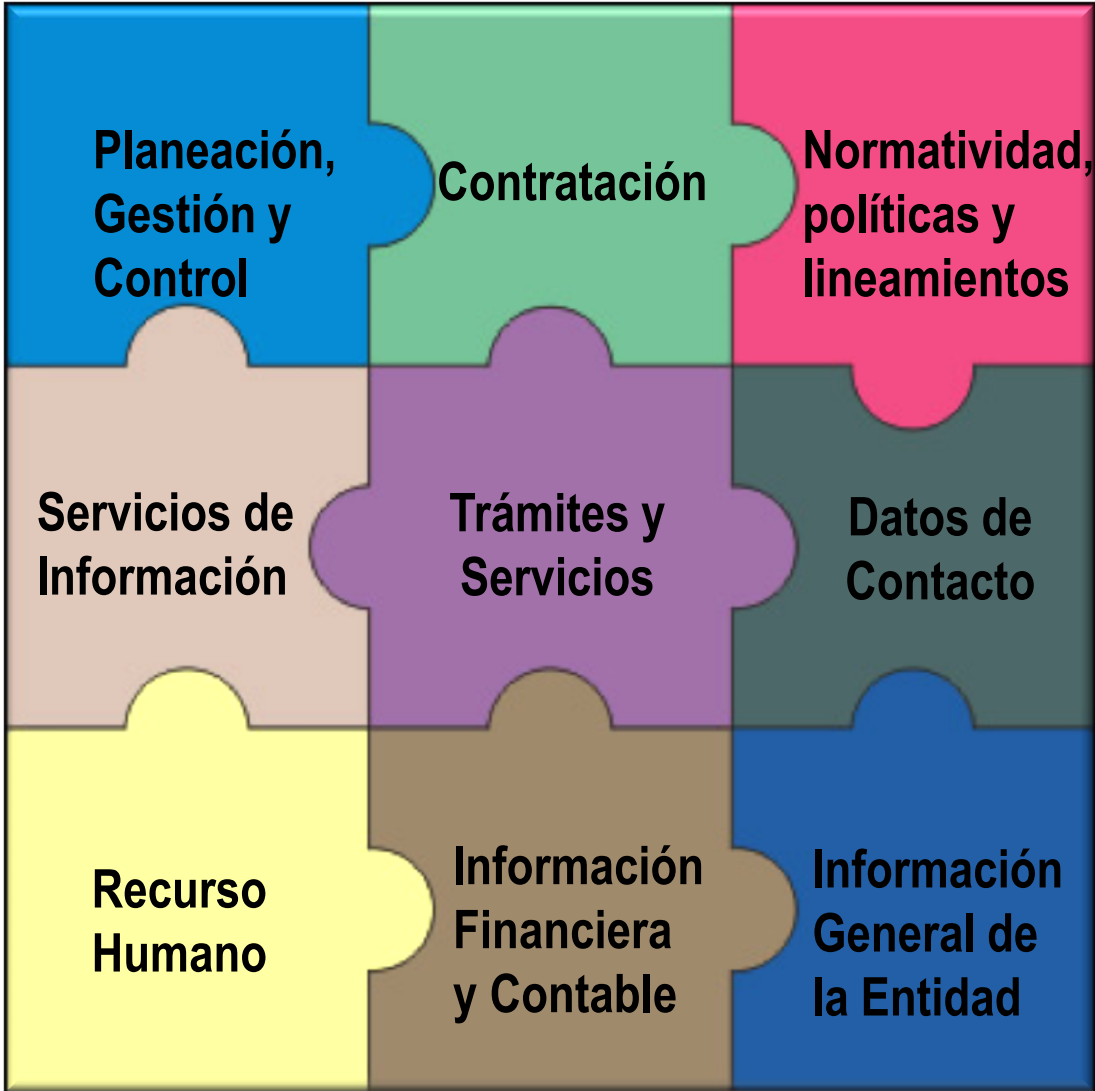 Planeación,
Gestión y
Control
Contratación
Normatividad,
políticas y
lineamientos
Servicios de
Información
Trámites y
Servicios
Datos de
Contacto
Recurso
Humano
Información
Financiera
y Contable
Información
General de
la Entidad